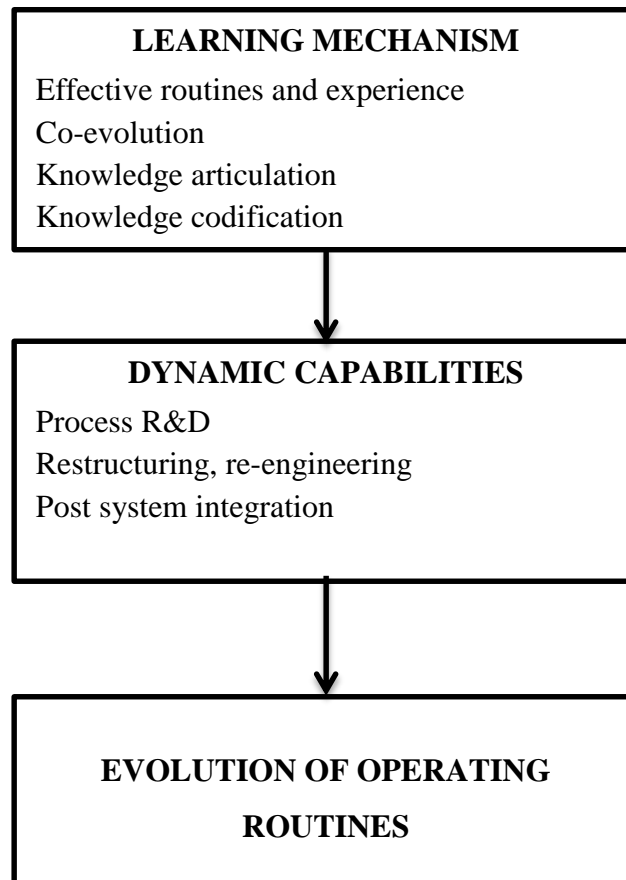 LEARNING MECHANISM
Effective routines and experience
Co-evolution
Knowledge articulation
Knowledge codification
DYNAMIC CAPABILITIES
Process R&D
Restructuring, re-engineering
Post system integration
EVOLUTION OF OPERATING
ROUTINES